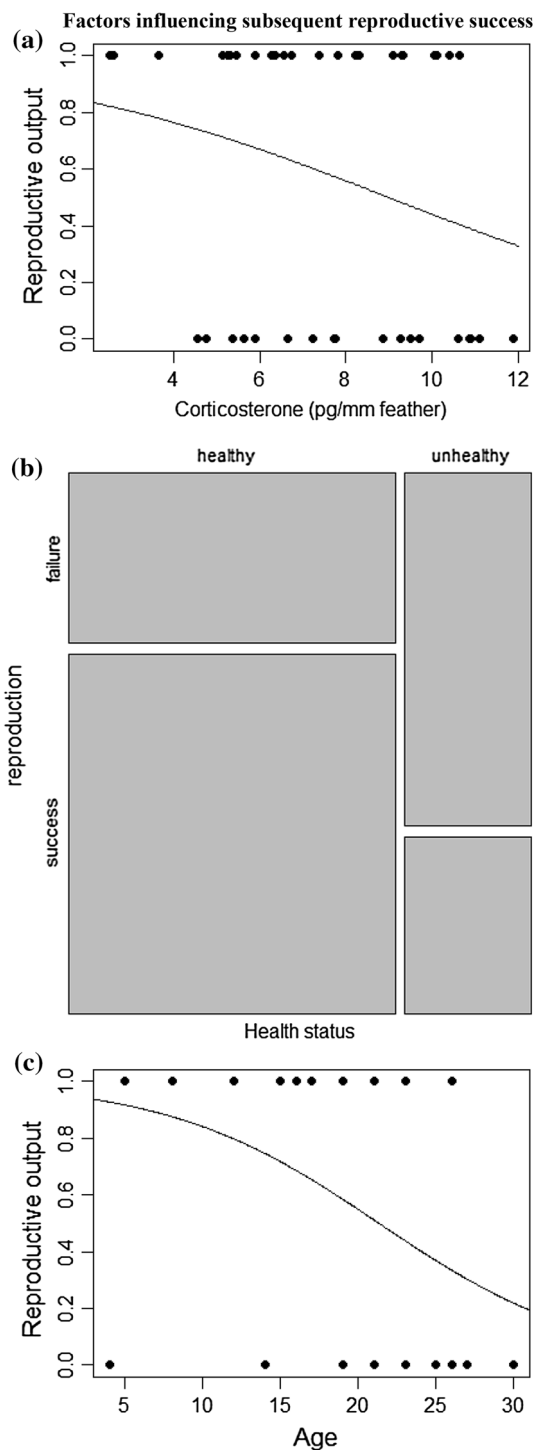 Factors influencing subsequent reproductive success
(a)
Reproductive output
1.0
0.8
0.6
0.4
0.2
0.0
4 6 8 10 12
Corticosterone (pg/mm feather)
(b)
healthy unhealthy
failure
reproduction
success
Health status
(c)
Reproductive output
1.0
0.8
0.6
0.4
0.2
0.0
5 10 15 20 25 30
Age